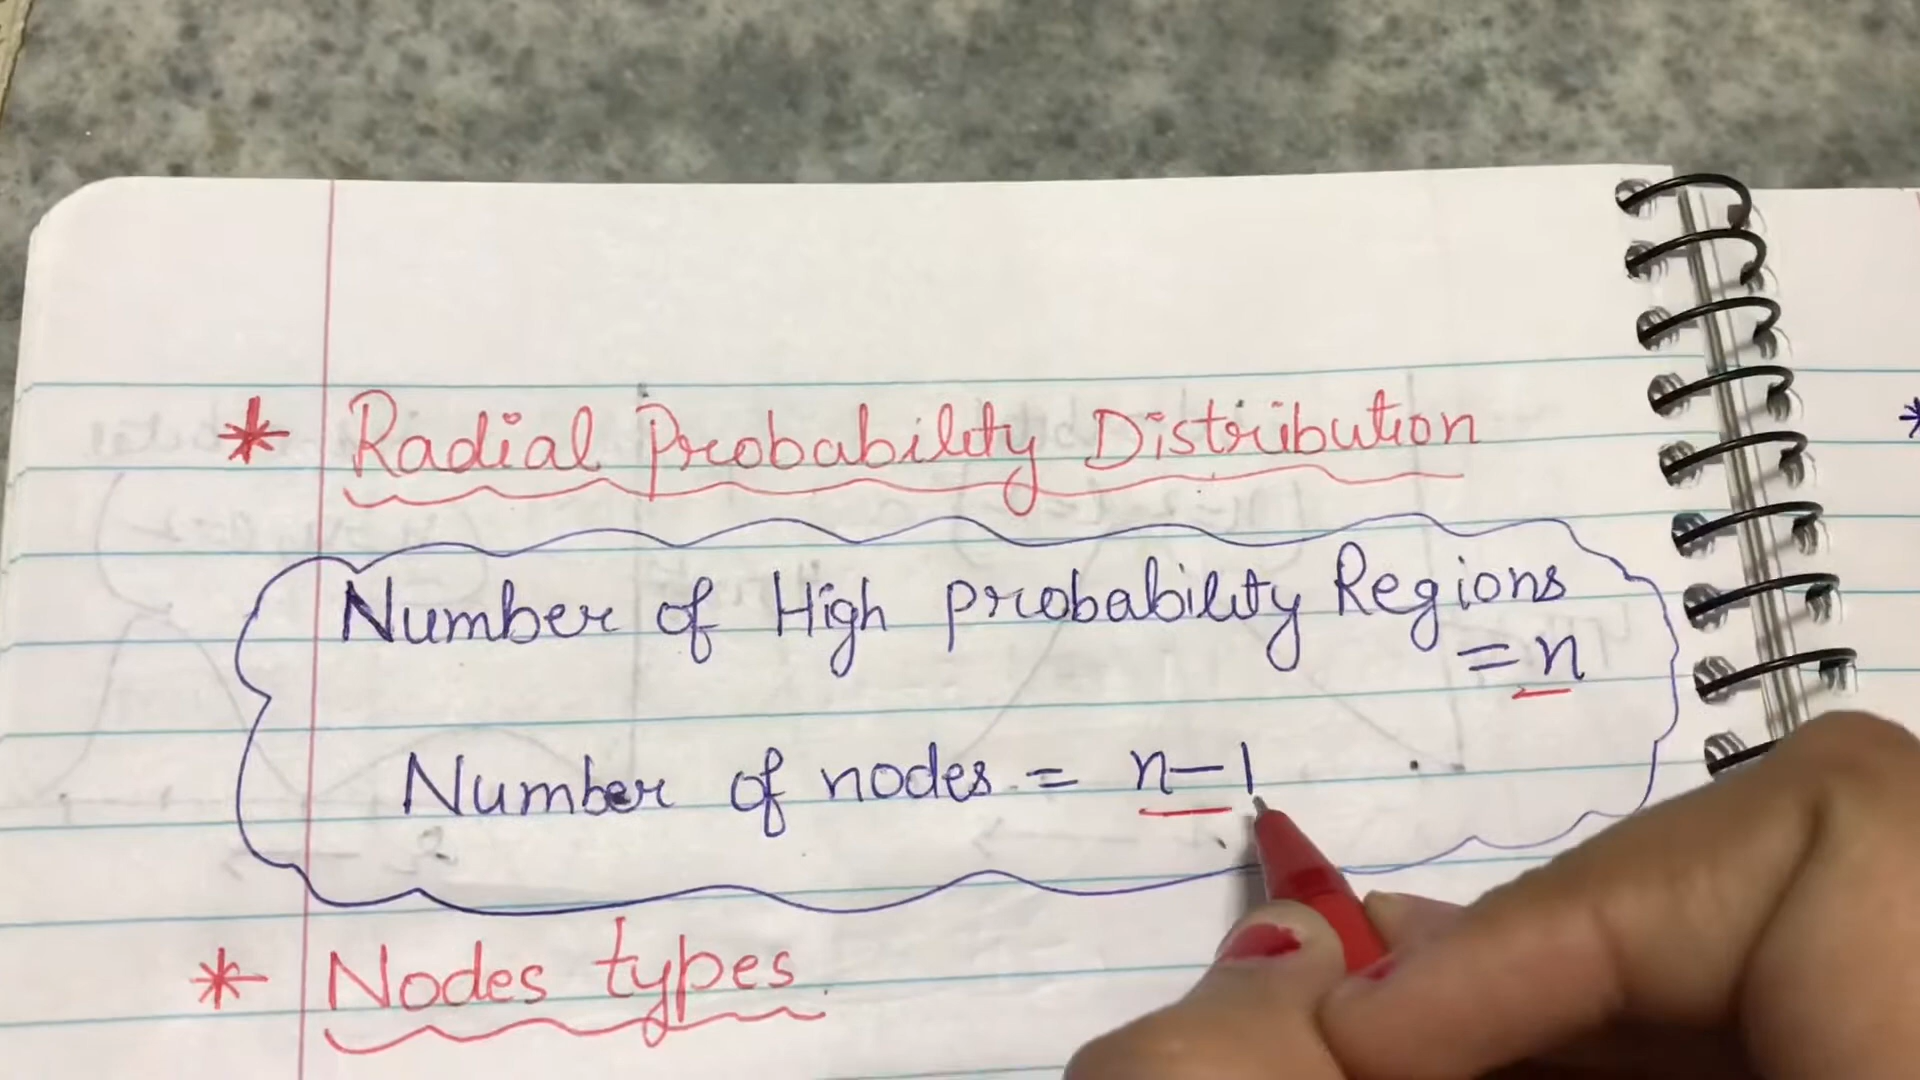 * Radial Probability Distribution
Number of High probability Regions
= n
Number of nodes = n-1
* Nodes types